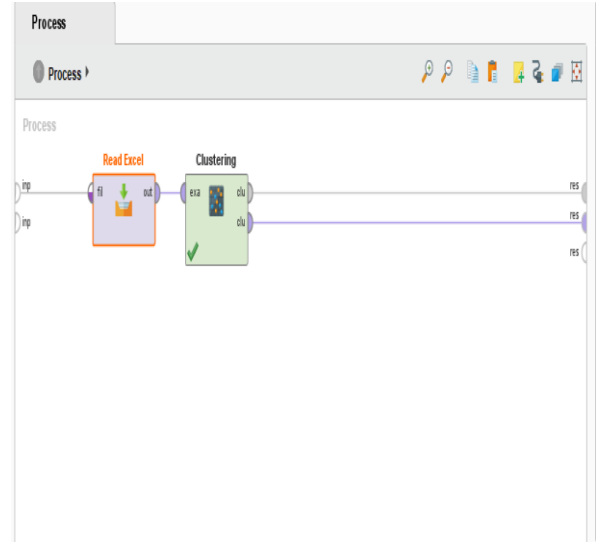 Process
Process
Process
Read Excel
Clustering
inp
fil
out
exa
clu
res
inp
clu
res
res